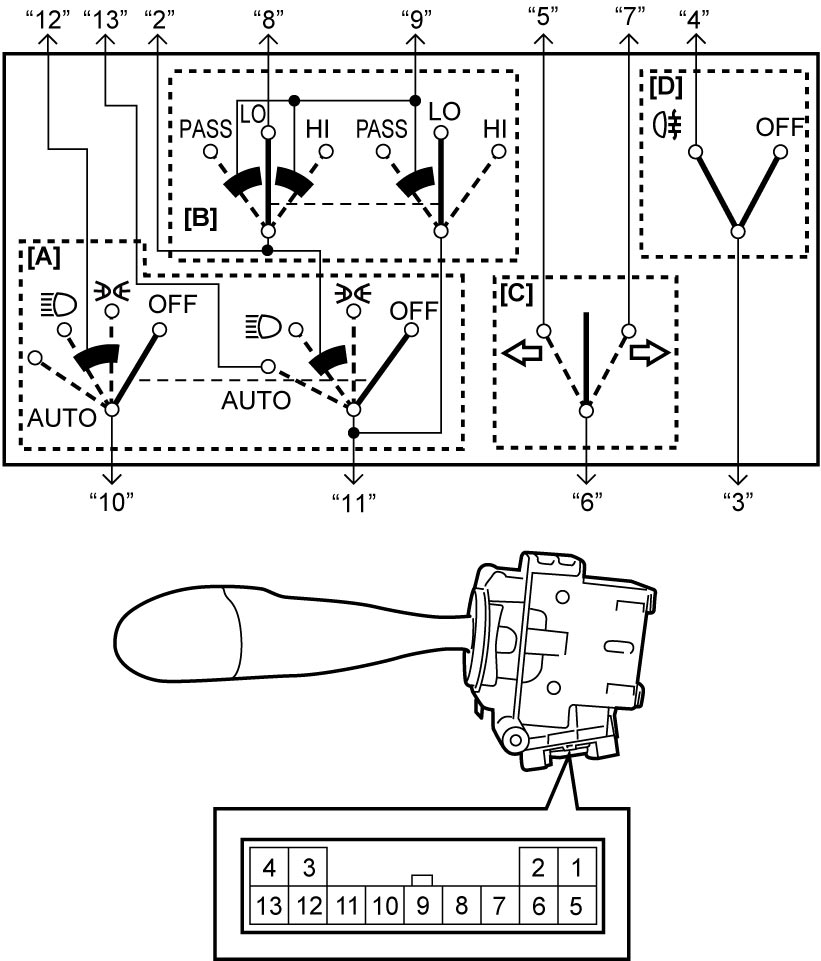 “12” “13” “2” “8” “9” “5” “7” “4”
[D]
LO LO
PASS HI PASS HI OFF
[B]
[A]
[C]
OFF OFF
AUTO AUTO
“10” “11” “6” “3”
4 3 2 1
13 12 11 10 9 8 7 6 5